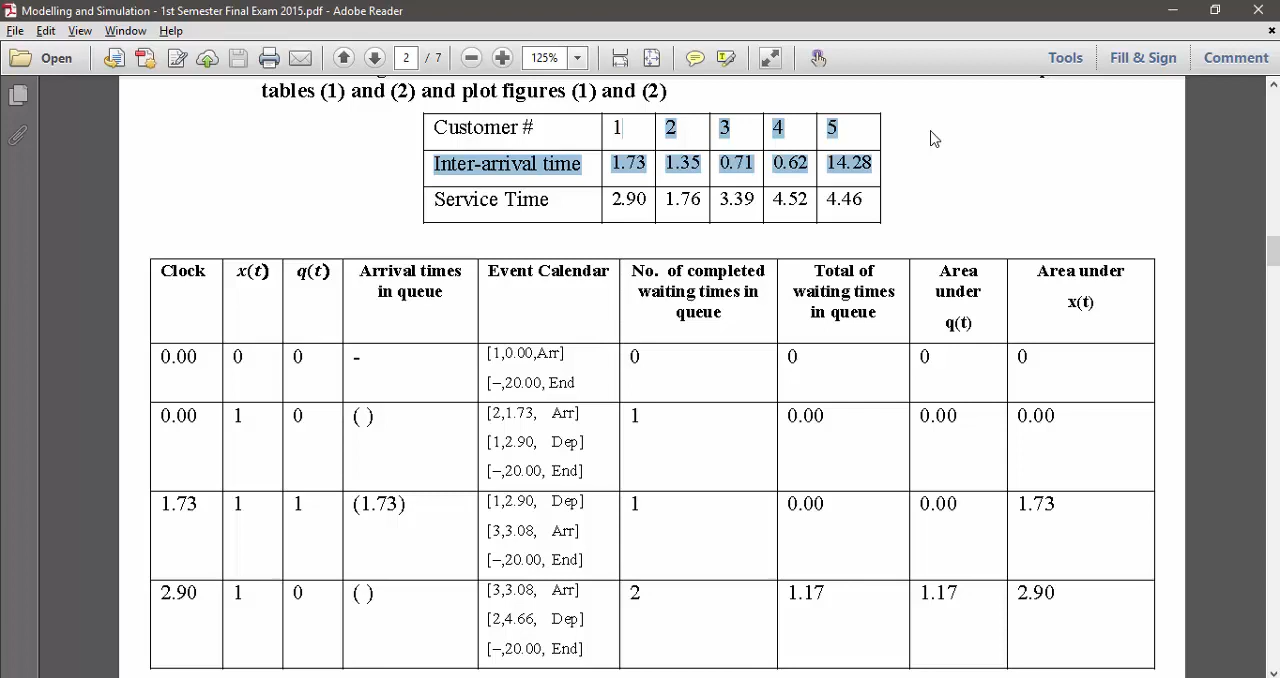 Modelling and Simulation - 1st Semester Final Exam 2015.pdf - Adobe Reader
File Edit View Window Help
Open 2 / 7 125% Tools Fill & Sign Comment
tables (1) and (2) and plot figures (1) and (2)
Customer # 1 2 3 4 5
Inter-arrival time 1.73 1.35 0.71 0.62 14.28
Service Time 2.90 1.76 3.39 4.52 4.46
Clock x(t) q(t) Arrival times in queue Event Calendar No. of completed waiting times in queue Total of waiting times in queue Area under q(t) Area under x(t)
0.00 0 0 - [1,0.00,Arr] 0 0 0 0
[–,20.00, End
0.00 1 0 ( ) [2,1.73, Arr] 1 0.00 0.00 0.00
[1,2.90, Dep]
[–,20.00, End]
1.73 1 1 (1.73) [1,2.90, Dep] 1 0.00 0.00 1.73
[3,3.08, Arr]
[–,20.00, End]
2.90 1 0 ( ) [3,3.08, Arr] 2 1.17 1.17 2.90
[2,4.66, Dep]
[–,20.00, End]